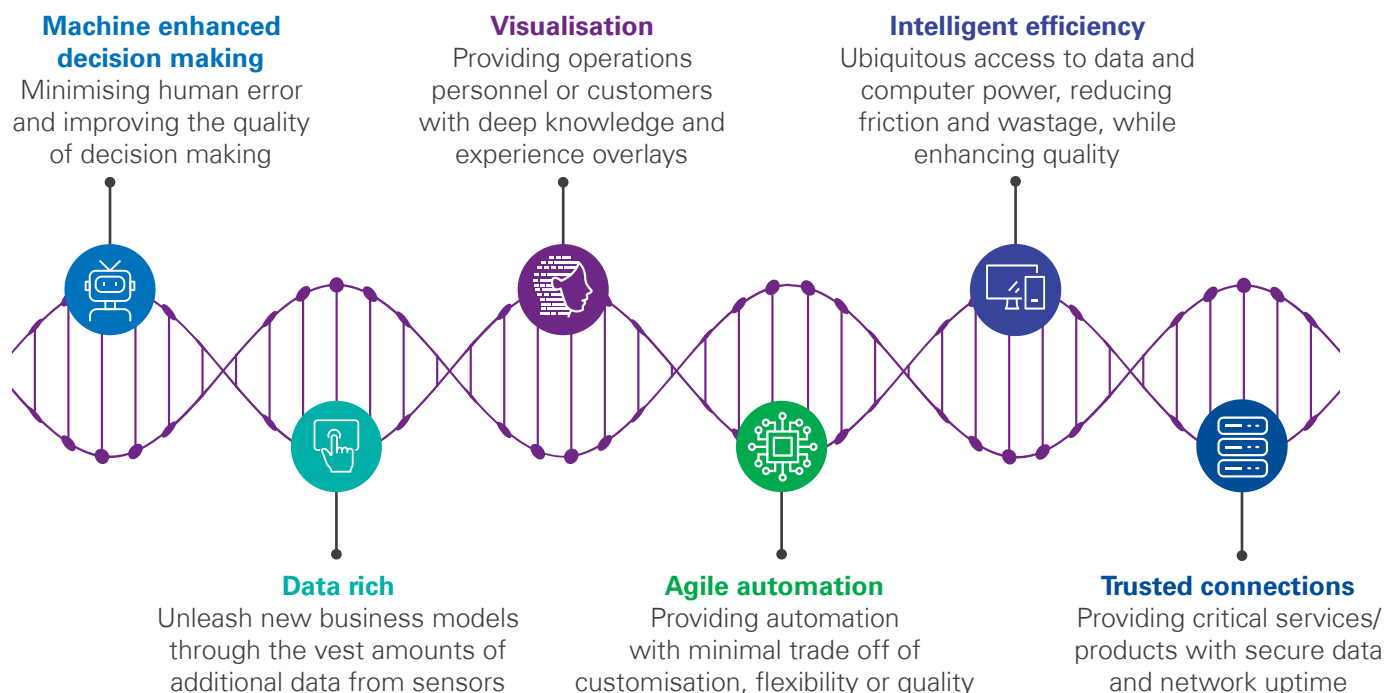 Machine enhanced
decision making
Minimising human error
and improving the quality
of decision making
Visualisation
Providing operations
personnel or customers
with deep knowledge and
experience overlays
Intelligent efficiency
Ubiquitous access to data and
computer power, reducing
friction and wastage, while
enhancing quality
Data rich
Unleash new business models
through the vest amounts of
additional data from sensors
Agile automation
Providing automation
with minimal trade off of
customisation, flexibility or quality
Trusted connections
Providing critical services/
products with secure data
and network uptime